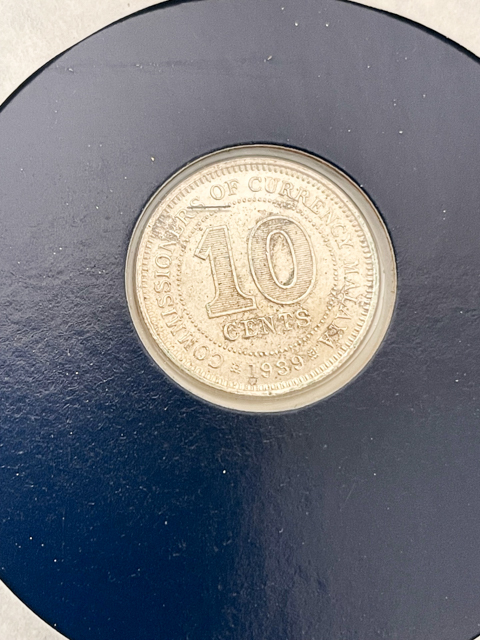 COMMISSIONERS OF CURRENCY MALAYA
10
CENTS
1939